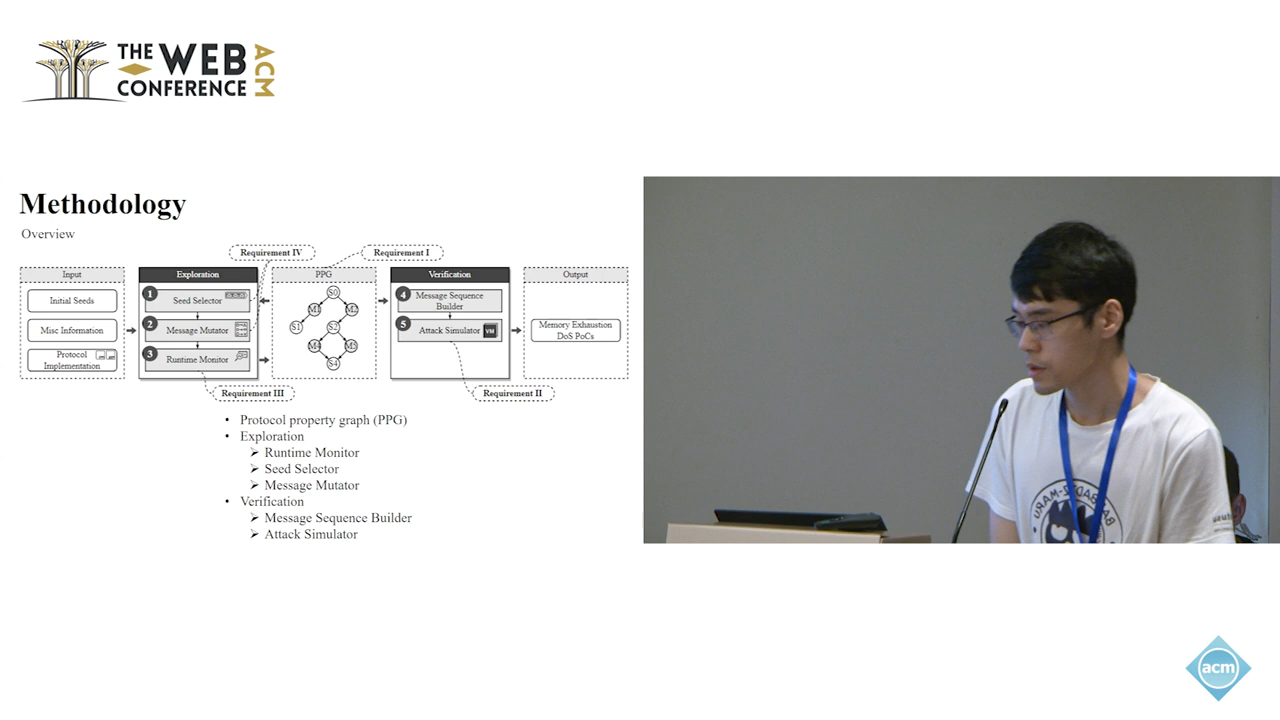 THE WEB
CONFERENCE
ACM
Methodology
Overview
Requirement IV
Requirement I
Input
Exploration
PPG
Verification
Output
Initial Seeds
Misc Information
Protocol
Implementation
1
Seed Selector
2
Message Mutator
3
Runtime Monitor
S0
M1
M2
S1
S2
M4
M5
S4
4
Message Sequence
Builder
5
Attack Simulator
VM
Memory Exhaustion
DoS PoCs
Requirement III
Requirement II
• Protocol property graph (PPG)
• Exploration
➢ Runtime Monitor
➢ Seed Selector
➢ Message Mutator
• Verification
➢ Message Sequence Builder
➢ Attack Simulator
BADBADTZ-MARU
acm